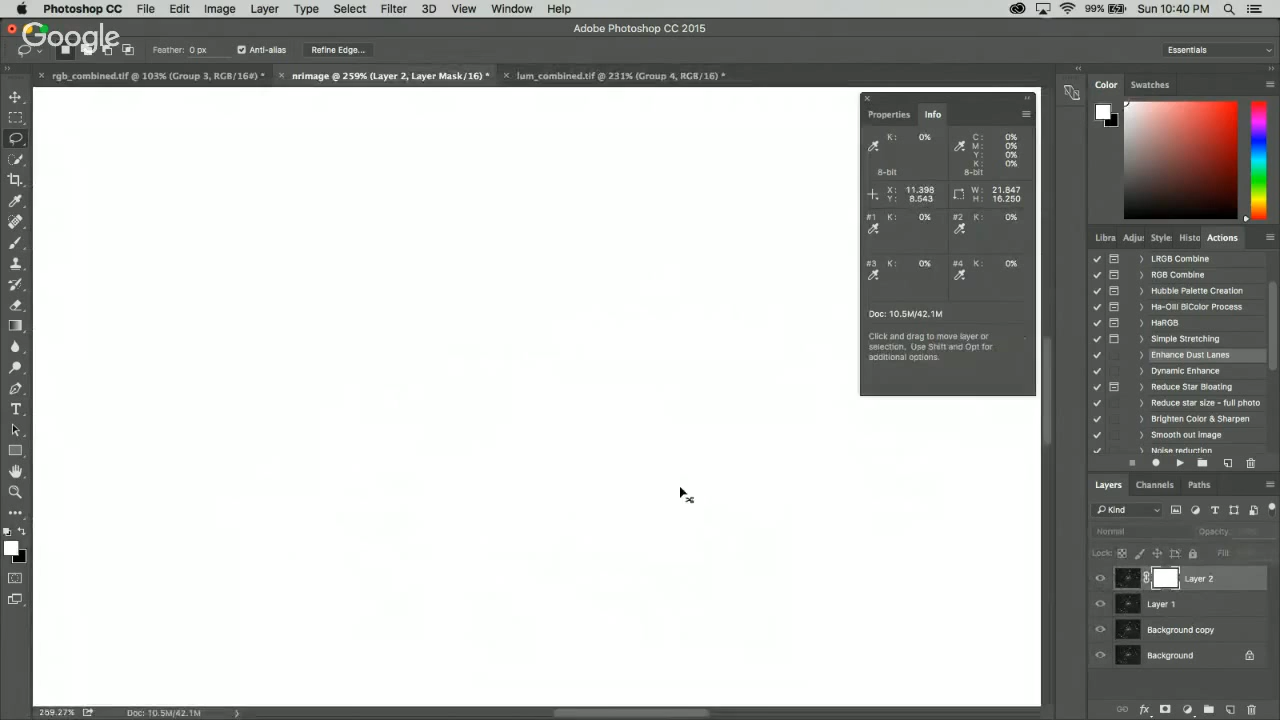 Photoshop CC File Edit Image Layer Type Select Filter 3D View Window Help 99% Sun 10:40 PM
Google
Adobe Photoshop CC 2015
Feather: 0 px Anti-alias Refine Edge... Essentials
rgb_combined.tif @ 103% (Group 3, RGB/16#) * nrimage @ 259% (Layer 2, Layer Mask/16) * lum_combined.tif @ 231% (Group 4, RGB/16) *
Properties Info
K: 0% C: 0%
M: 0%
Y: 0%
K: 0%
8-bit 8-bit
X: 11.398 W: 21.847
Y: 8.543 H: 16.250
#1 K: 0% #2 K: 0%
#3 K: 0% #4 K: 0%
Doc: 10.5M/42.1M
Click and drag to move layer or
selection. Use Shift and Opt for
additional options.
Color Swatches
Libra Adju Style Histo Actions
LRGB Combine
RGB Combine
Hubble Palette Creation
Ha-OIII BiColor Process
HaRGB
Simple Stretching
Enhance Dust Lanes
Dynamic Enhance
Reduce Star Bloating
Reduce star size - full photo
Brighten Color & Sharpen
Smooth out image
Noise reduction
Layers Channels Paths
Kind
Normal Opacity:
Lock: Fill:
Layer 2
Layer 1
Background copy
Background
259.27% Doc: 10.5M/42.1M